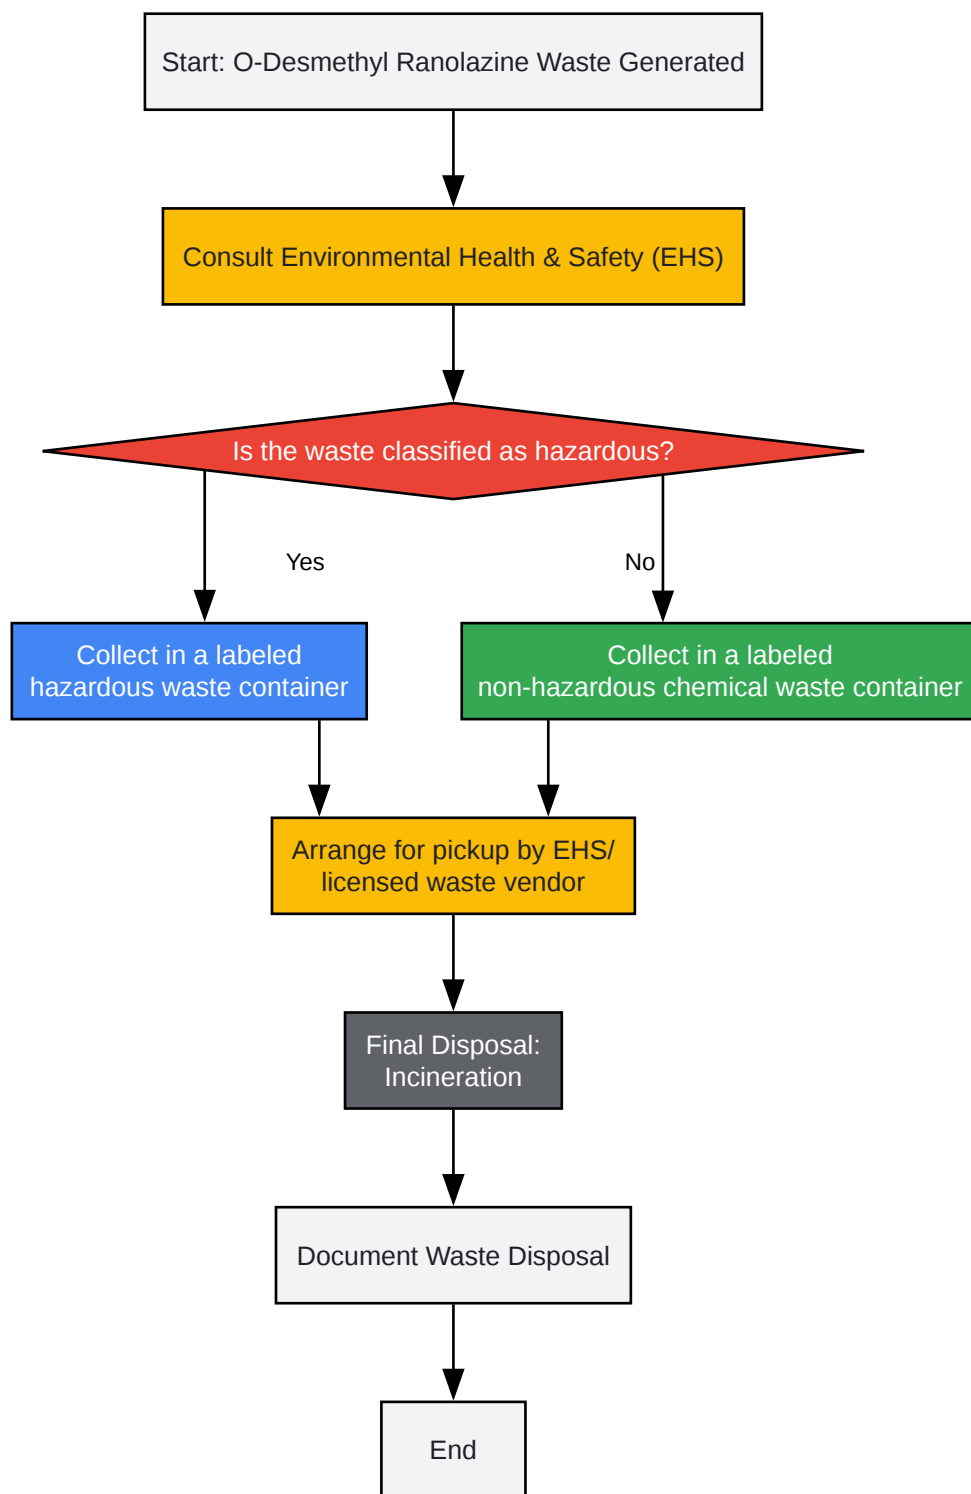 Start: O-Desmethyl Ranolazine Waste Generated
Consult Environmental Health & Safety (EHS)
Is the waste classified as hazardous?
Yes
No
Collect in a labeled
hazardous waste container
Collect in a labeled
non-hazardous chemical waste container
Arrange for pickup by EHS/
licensed waste vendor
Final Disposal:
Incineration
Document Waste Disposal
End